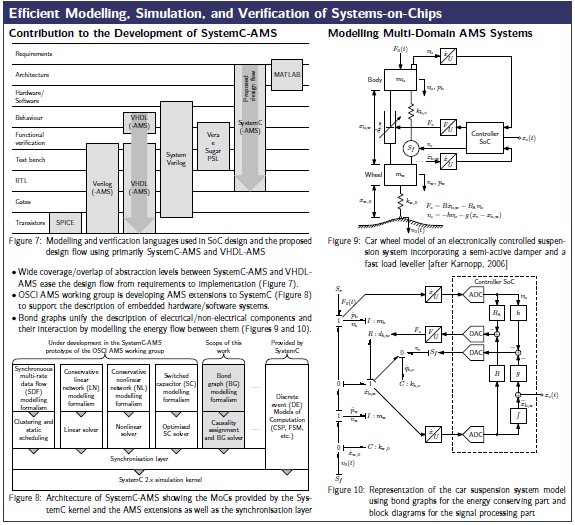 Efficient Modelling, Simulation, and Verification of Systems-on-Chips
Contribution to the Development of SystemC-AMS
Requirements
Architecture
Hardware/
Software
Behaviour
Functional
verification
Test bench
RTL
Gates
Transistors
SPICE
Verilog
(-AMS)
VHDL
(-AMS)
VHDL
(-AMS)
System
Verilog
Vera
e
Sugar
PSL
Proposed
design flow
SystemC
(-AMS)
MATLAB
Figure 7: Modelling and verification languages used in SoC design and the proposed
design flow using primarily SystemC-AMS and VHDL-AMS
• Wide coverage/overlap of abstraction levels between SystemC-AMS and VHDL-
AMS ease the design flow from requirements to implementation (Figure 7).
• OSCI AMS working group is developing AMS extensions to SystemC (Figure 8)
to support the description of embedded hardware/software systems.
• Bond graphs unify the description of electrical/non-electrical components and
their interaction by modelling the energy flow between them (Figures 9 and 10).
Under development in the SystemC-AMS
prototype of the OSCI AMS working group
Scope of this
work
Provided by
SystemC
Synchronous
multi-rate
data flow
(SDF)
modelling
formalism
Conservative
linear
network (LN)
modelling
formalism
Conservative
nonlinear
network (NL)
modelling
formalism
Switched
capacitor (SC)
modelling
formalism
Bond
graph (BG)
modelling
formalism
...
Discrete
event (DE)
Models of
Computation
(CSP, FSM,
etc.)
Clustering and
static
scheduling
Linear solver
Nonlinear
solver
Optimised
SC solver
Causality
assignment
and BG solver
...
Synchronisation layer
SystemC 2.x simulation kernel
Figure 8: Architecture of SystemC-AMS showing the MoCs provided by the Sys-
temC kernel and the AMS extensions as well as the synchronisation layer
Modelling Multi-Domain AMS Systems
Body
Wheel
Controller
SoC
Figure 9: Car wheel model of an electronically controlled suspen-
sion system incorporating a semi-active damper and a
fast load leveller [after Karnopp, 2006]
Controller SoC
ADC
DAC
DAC
ADC
Figure 10: Representation of the car suspension system model
using bond graphs for the energy conserving part and
block diagrams for the signal processing part